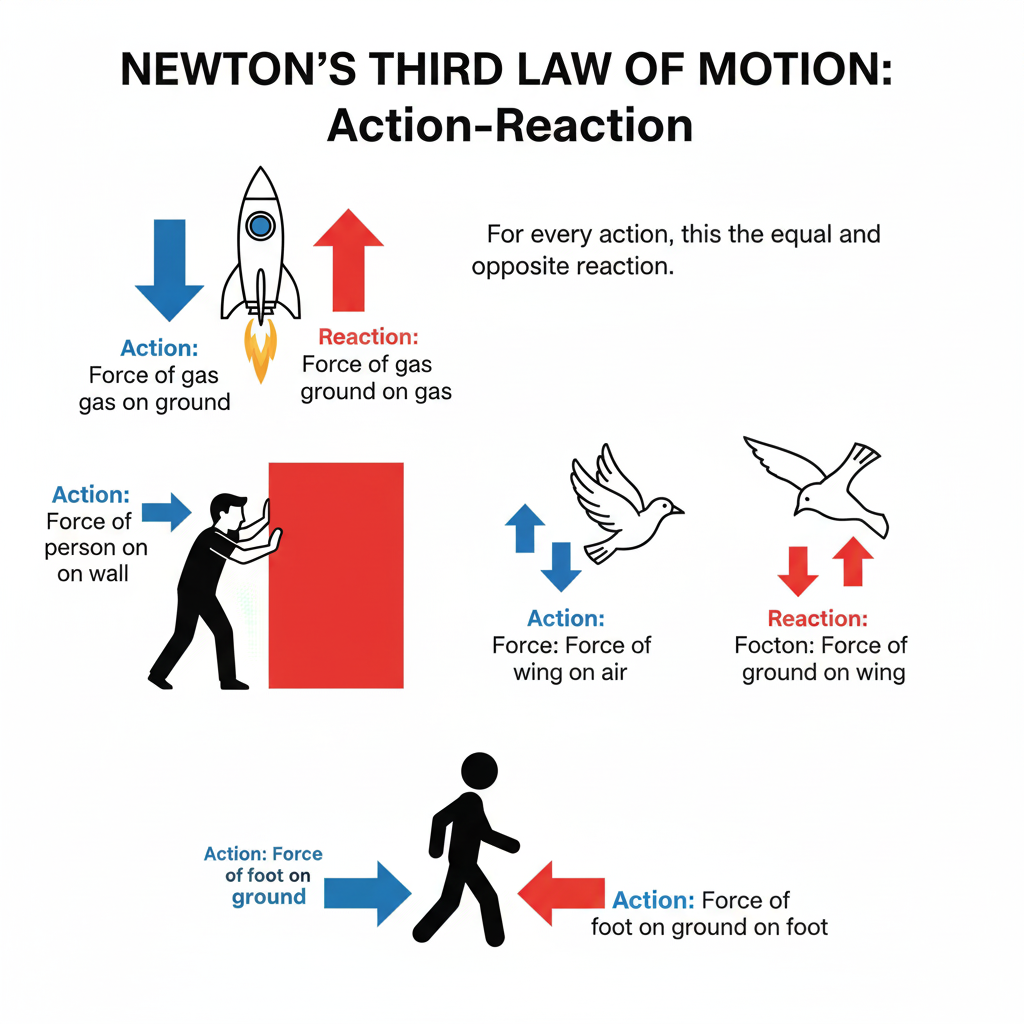 NEWTON'S THIRD LAW OF MOTION:
Action-Reaction
For every action, this the equal and
opposite reaction.
Action:
Force of gas
gas on ground
Reaction:
Force of gas
ground on gas
Action:
Force of
person on
on wall
Action:
Force: Force of
wing on air
Reaction:
Focton: Force of
ground on wing
Action: Force
of foot on
ground
Action: Force of
foot on ground on foot